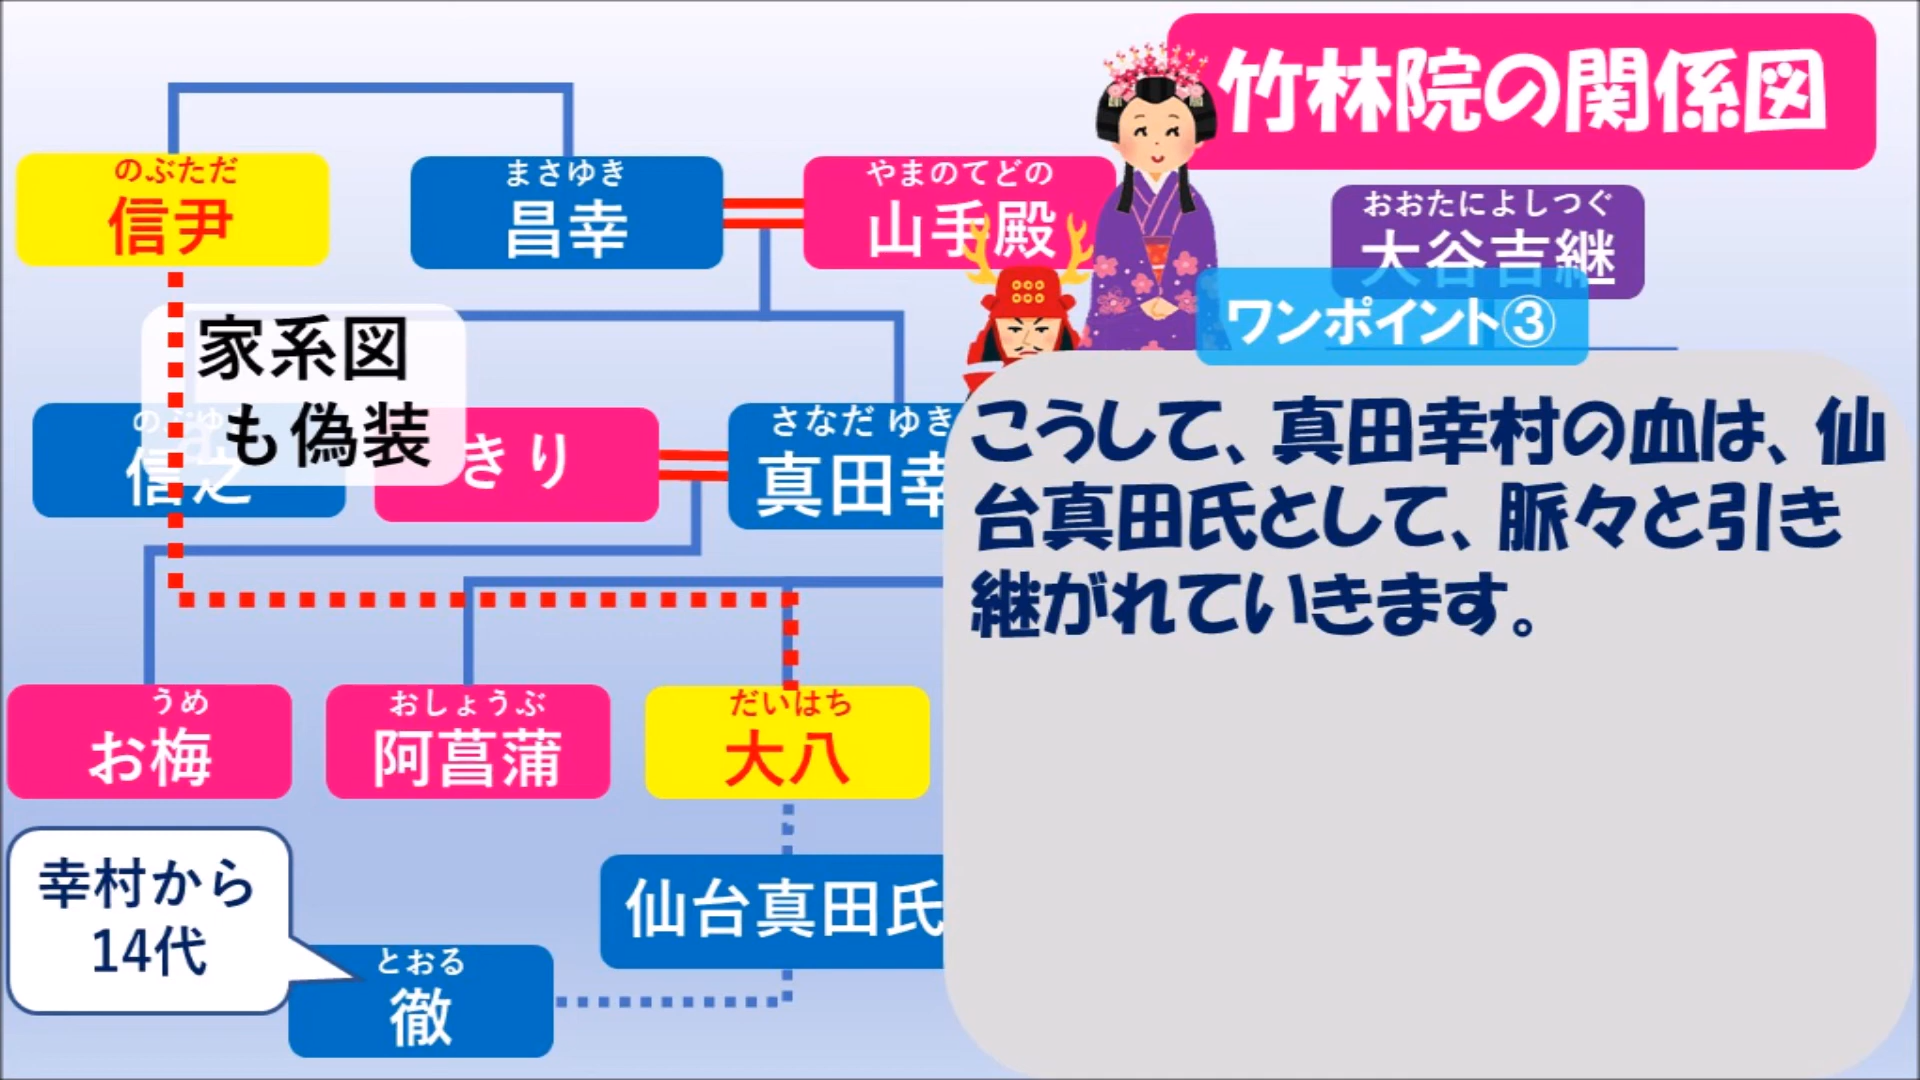 竹林院の関係図
のぶただ
信尹
まさゆき
昌幸
やまのてどの
山手殿
おおたによしつぐ
大谷吉継
ワンポイント③
家系図
も偽装
信之
きり
さなだ ゆき
真田幸
こうして、真田幸村の血は、仙
台真田氏として、脈々と引き
継がれていきます。
うめ
お梅
おしょうぶ
阿菖蒲
だいはち
大八
幸村から
14代
仙台真田氏
とおる
徹